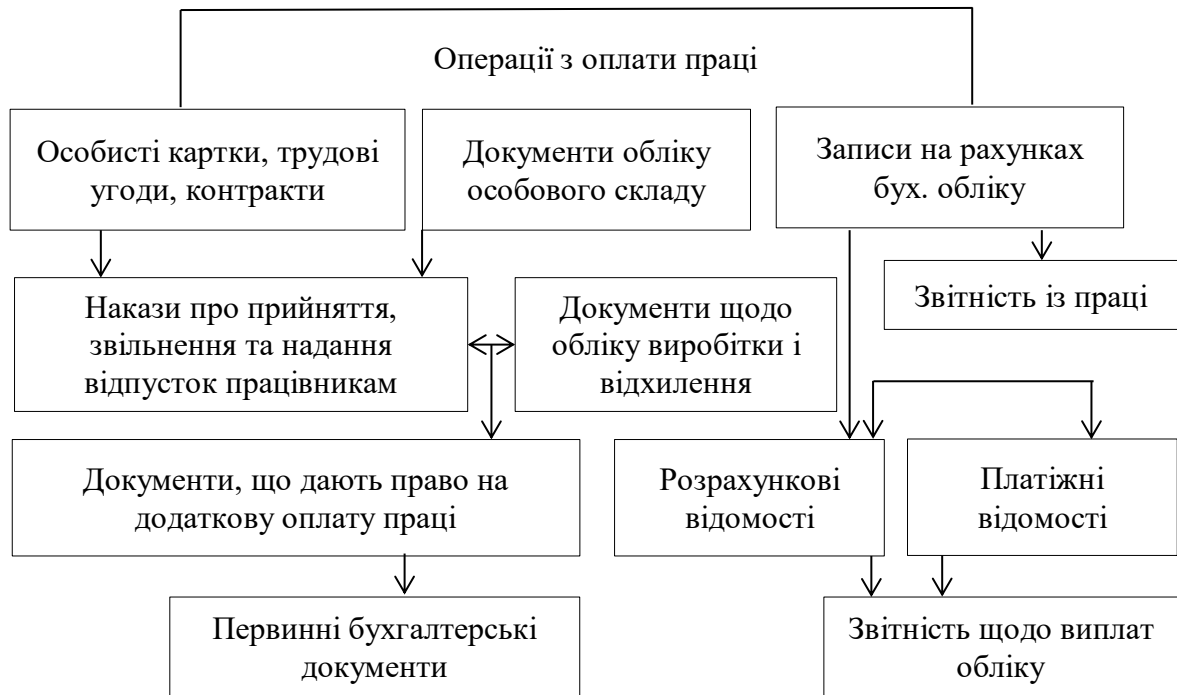 Операції з оплати праці
Особисті картки, трудові
угоди, контракти
Документи обліку
особового складу
Записи на рахунках
бух. обліку
Накази про прийняття,
звільнення та надання
відпусток працівникам
Документи щодо
обліку виробітки і
відхилення
Звітність із праці
Документи, що дають право на
додаткову оплату праці
Розрахункові
відомості
Платіжні
відомості
Первинні бухгалтерські
документи
Звітність щодо виплат
обліку